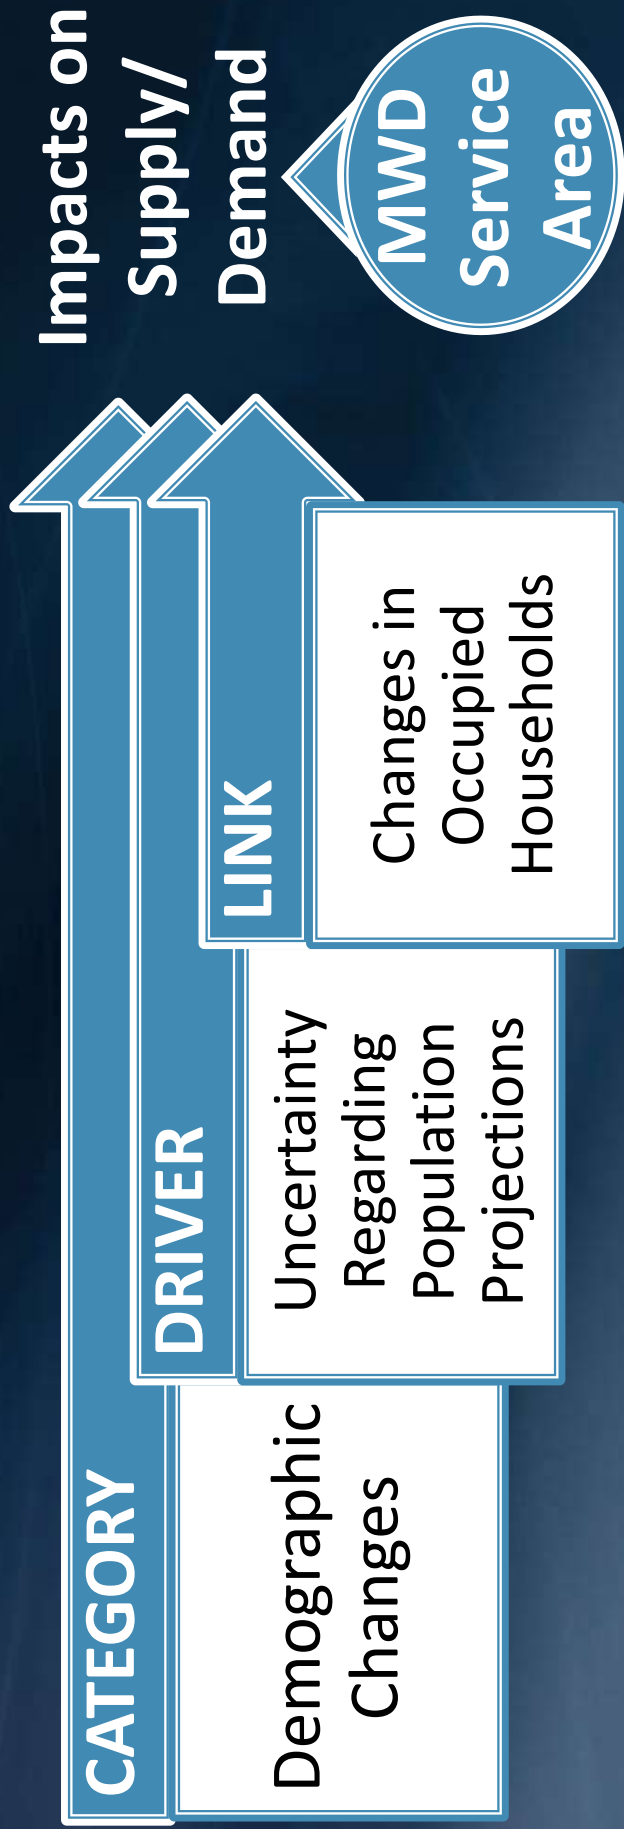 CATEGORY
Demographic
Changes
DRIVER
Uncertainty
Regarding
Population
Projections
LINK
Changes in
Occupied
Households
Impacts on
Supply/
Demand
MWD
Service
Area